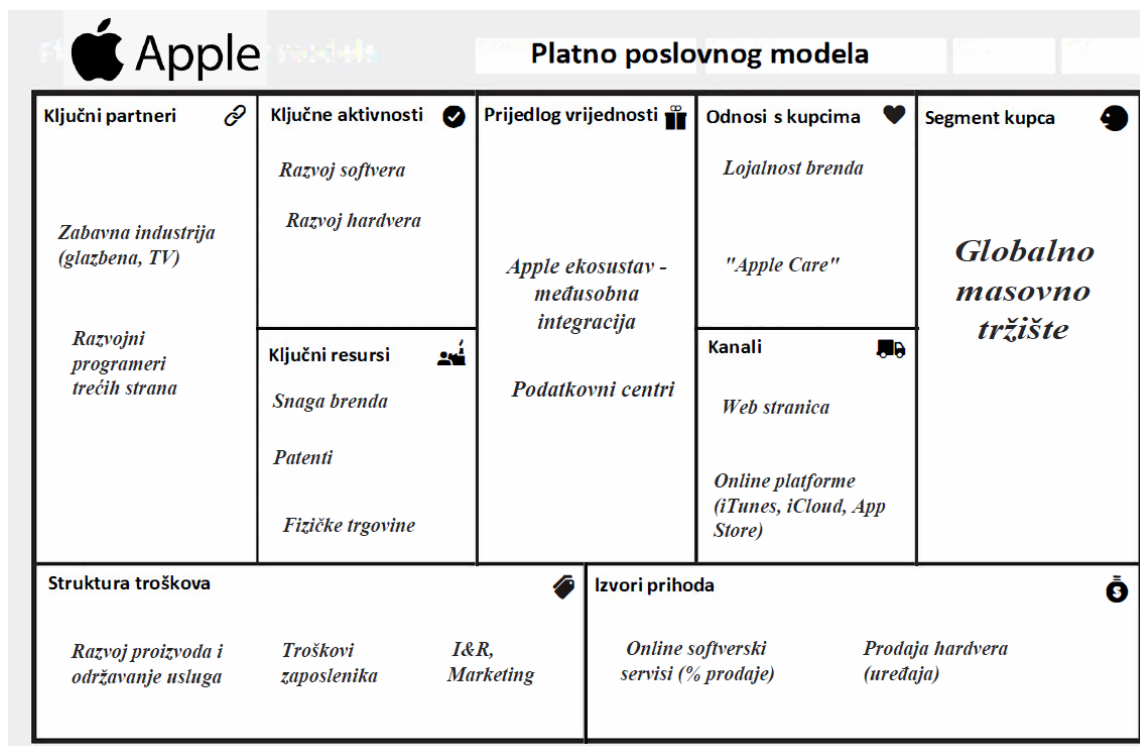 Apple
Platno poslovnog modela
Ključni partneri
Zabavna industrija
(glazbena, TV)
Razvojni
programeri
trećih strana
Ključne aktivnosti
Razvoj softvera
Razvoj hardvera
Ključni resursi
Snaga brenda
Patenti
Fizičke trgovine
Prijedlog vrijednosti
Apple ekosustav -
međusobna
integracija
Podatkovni centri
Odnosi s kupcima
Lojalnost brenda
"Apple Care"
Kanali
Web stranica
Online platforme
(iTunes, iCloud, App
Store)
Segment kupca
Globalno
masovno
tržište
Struktura troškova
Razvoj proizvoda i
održavanje usluga
Troškovi
zaposlenika
I&R,
Marketing
Izvori prihoda
Online softverski
servisi (% prodaje)
Prodaja hardvera
(uređaja)